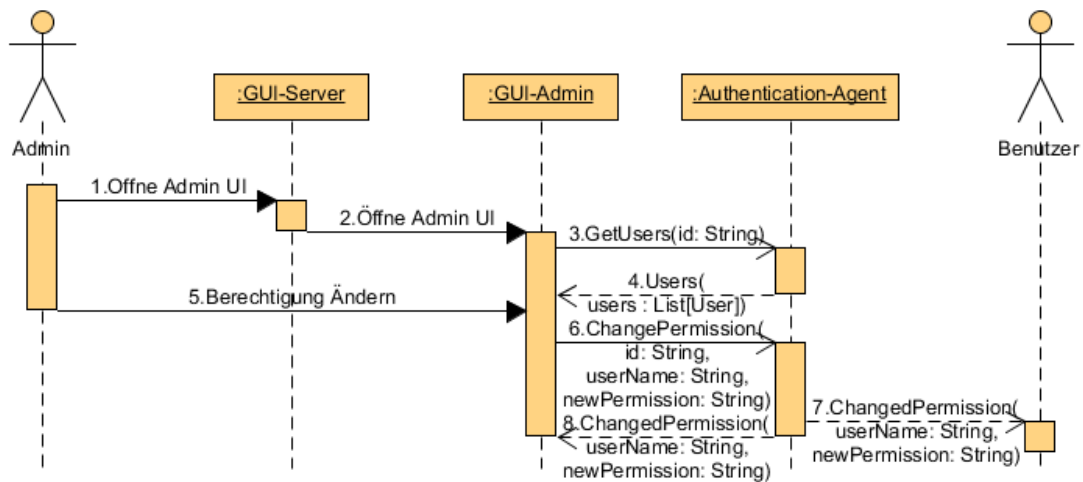 :GUI-Server
:GUI-Admin
:Authentication-Agent
Admin
Benutzer
1.Offne Admin UI
2.Öffne Admin UI
3.GetUsers(id: String)
4.Users(
users : List[User])
5.Berechtigung Ändern
6.ChangePermission(
id: String,
userName: String,
newPermission: String)
7.ChangedPermission(
userName: String,
newPermission: String)
8.ChangedPermission(
userName: String,
newPermission: String)